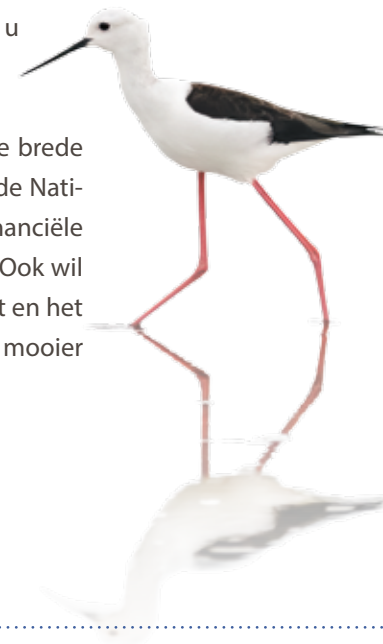 u
e brede
de Nati-
nanciële
Ook wil
t en het
mooier